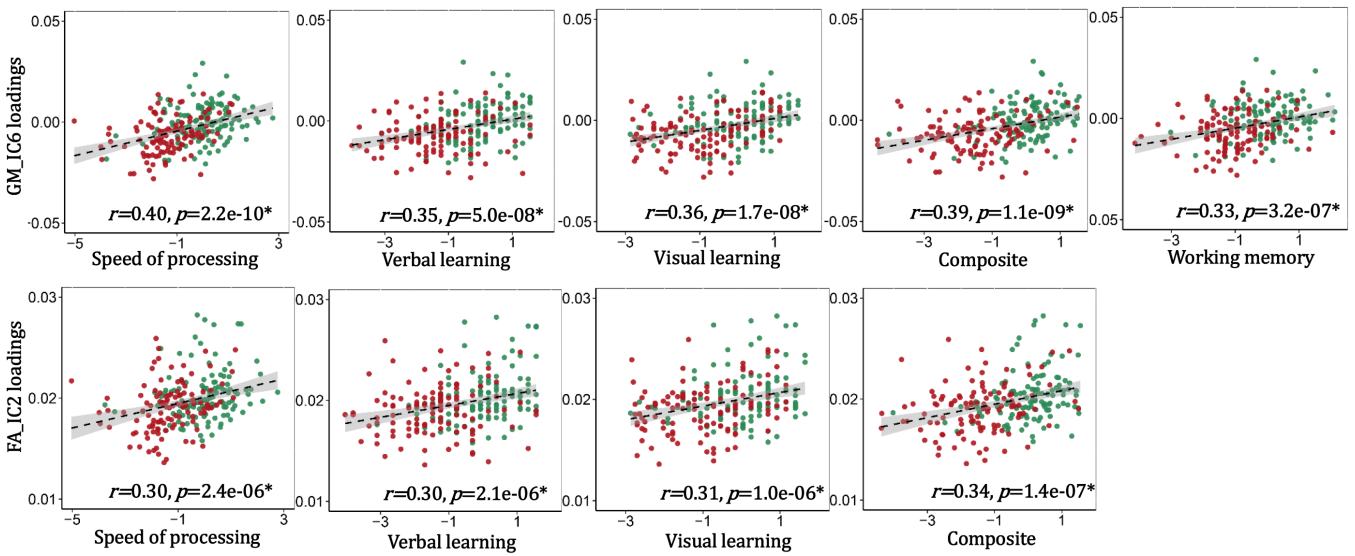 GM_IC6 loadings
0.05
0.00
-0.05
r=0.40, p=2.2e-10*
-5 -1 3
Speed of processing
0.05
0.00
-0.05
r=0.35, p=5.0e-08*
-3 -1 1
Verbal learning
0.05
0.00
-0.05
r=0.36, p=1.7e-08*
-3 -1 1
Visual learning
0.05
0.00
-0.05
r=0.39, p=1.1e-09*
-3 -1 1
Composite
0.05
0.00
0.05
r=0.33, p=3.2e-07*
-3 -1 1
Working memory
FA_IC2 loadings
0.03
0.02
0.01
r=0.30, p=2.4e-06*
-5 -1 3
Speed of processing
0.03
0.02
0.01
r=0.30, p=2.1e-06*
-3 -1 1
Verbal learning
0.03
0.02
0.01
r=0.31, p=1.0e-06*
-3 -1 1
Visual learning
0.03
0.02
0.01
r=0.34, p=1.4e-07*
-3 -1 1
Composite